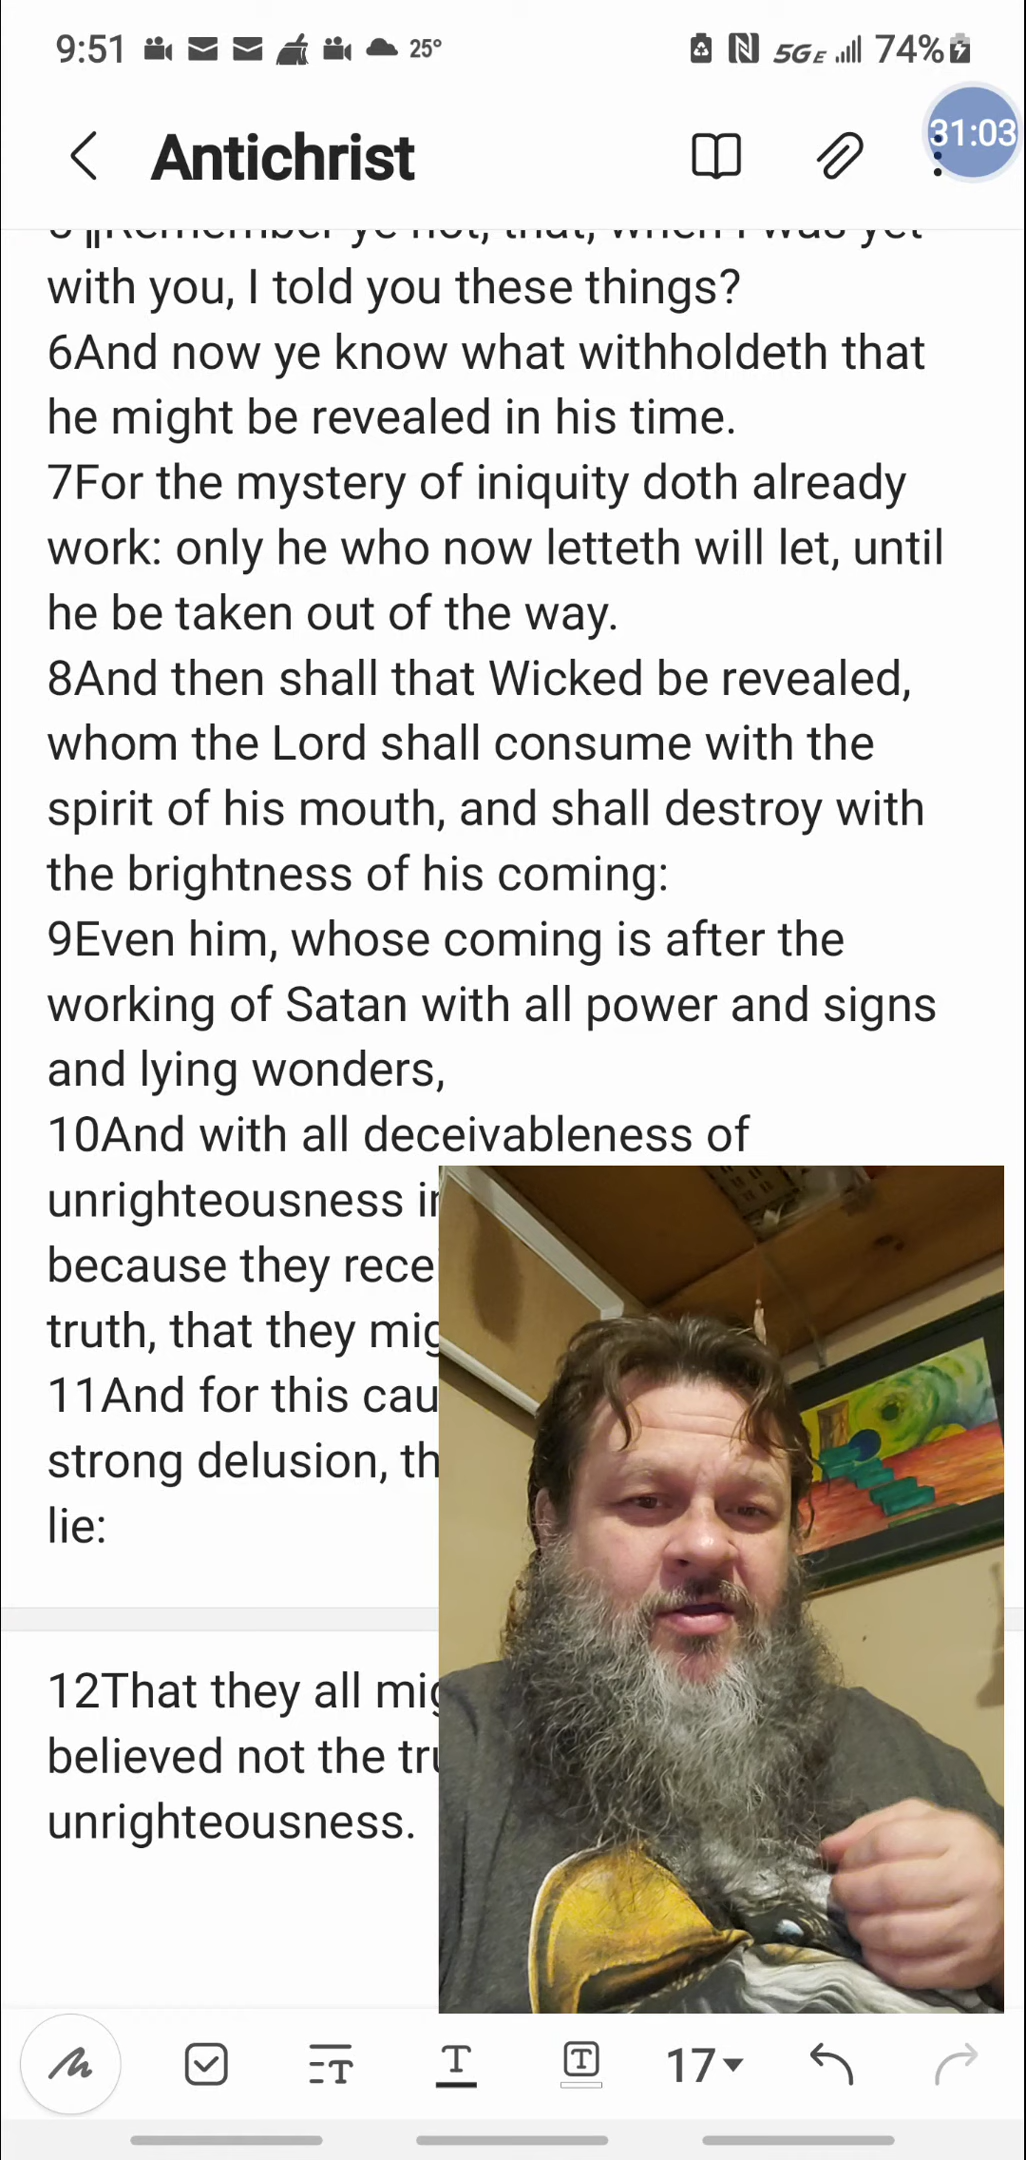 9:51 25° 5GE 74%
Antichrist
31:03
with you, I told you these things?
6And now ye know what withholdeth that
he might be revealed in his time.
7For the mystery of iniquity doth already
work: only he who now letteth will let, until
he be taken out of the way.
8And then shall that Wicked be revealed,
whom the Lord shall consume with the
spirit of his mouth, and shall destroy with
the brightness of his coming:
9Even him, whose coming is after the
working of Satan with all power and signs
and lying wonders,
10And with all deceivableness of
unrighteousness
because they
truth, that they
11And for this
strong delusion,
lie:
12That they all
believed not the
unrighteousness.
17